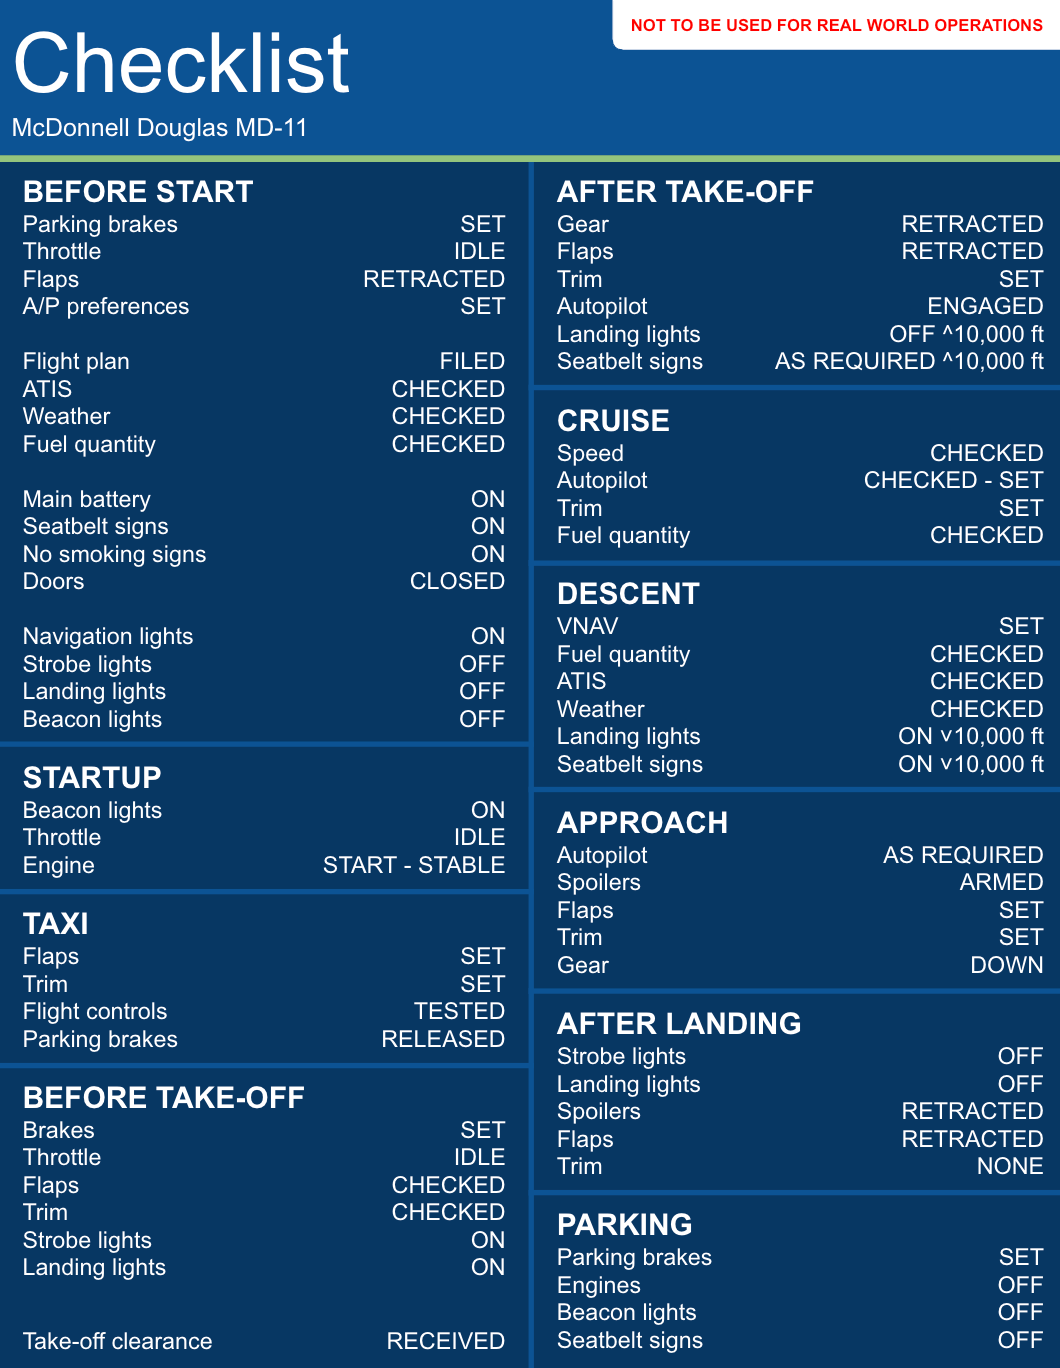 NOT TO BE USED FOR REAL WORLD OPERATIONS
Checklist
McDonnell Douglas MD-11
BEFORE START
Parking brakes SET
Throttle IDLE
Flaps RETRACTED
A/P preferences SET
Flight plan FILED
ATIS CHECKED
Weather CHECKED
Fuel quantity CHECKED
Main battery ON
Seatbelt signs ON
No smoking signs ON
Doors CLOSED
Navigation lights ON
Strobe lights OFF
Landing lights OFF
Beacon lights OFF
STARTUP
Beacon lights ON
Throttle IDLE
Engine START - STABLE
TAXI
Flaps SET
Trim SET
Flight controls TESTED
Parking brakes RELEASED
BEFORE TAKE-OFF
Brakes SET
Throttle IDLE
Flaps CHECKED
Trim CHECKED
Strobe lights ON
Landing lights ON
Take-off clearance RECEIVED
AFTER TAKE-OFF
Gear RETRACTED
Flaps RETRACTED
Trim SET
Autopilot ENGAGED
Landing lights OFF ^10,000 ft
Seatbelt signs AS REQUIRED ^10,000 ft
CRUISE
Speed CHECKED
Autopilot CHECKED - SET
Trim SET
Fuel quantity CHECKED
DESCENT
VNAV SET
Fuel quantity CHECKED
ATIS CHECKED
Weather CHECKED
Landing lights ON ˅10,000 ft
Seatbelt signs ON ˅10,000 ft
APPROACH
Autopilot AS REQUIRED
Spoilers ARMED
Flaps SET
Trim SET
Gear DOWN
AFTER LANDING
Strobe lights OFF
Landing lights OFF
Spoilers RETRACTED
Flaps RETRACTED
Trim NONE
PARKING
Parking brakes SET
Engines OFF
Beacon lights OFF
Seatbelt signs OFF